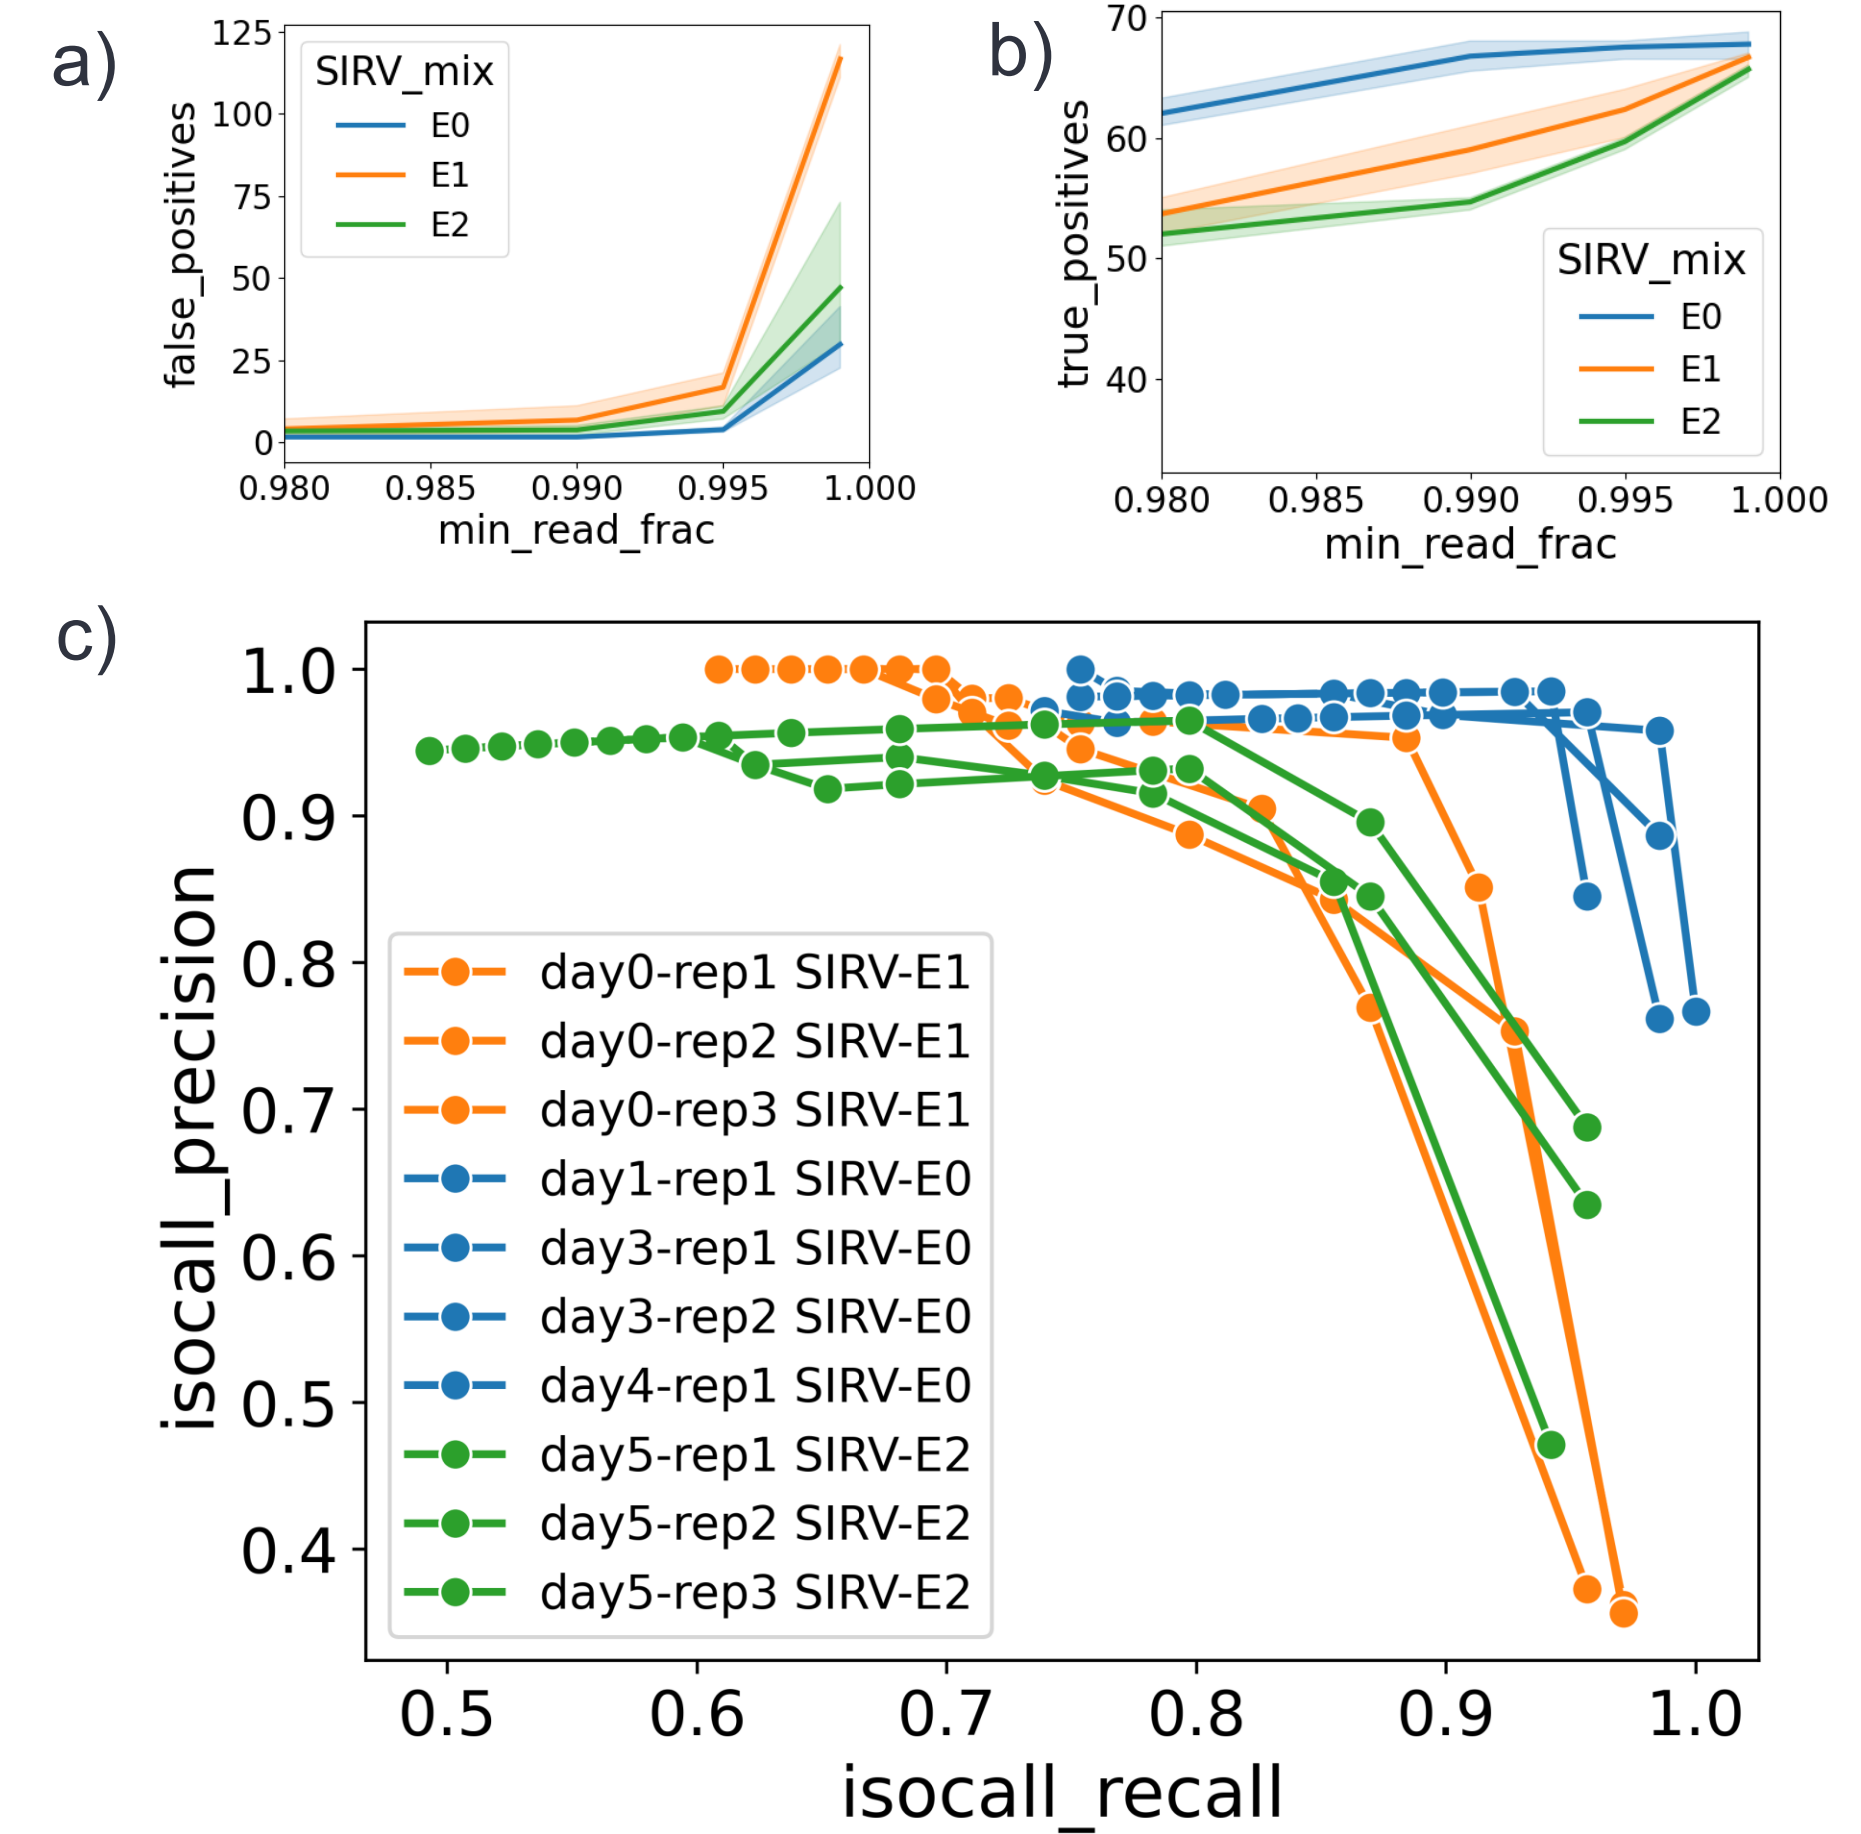 a)
125
100
75
50
25
0
false_positives
SIRV_mix
E0
E1
E2
0.980 0.985 0.990 0.995 1.000
min_read_frac
b)
70
60
50
40
true_positives
SIRV_mix
E0
E1
E2
0.980 0.985 0.990 0.995 1.000
min_read_frac
c)
1.0
0.9
0.8
0.7
0.6
0.5
0.4
isocall_precision
day0-rep1 SIRV-E1
day0-rep2 SIRV-E1
day0-rep3 SIRV-E1
day1-rep1 SIRV-E0
day3-rep1 SIRV-E0
day3-rep2 SIRV-E0
day4-rep1 SIRV-E0
day5-rep1 SIRV-E2
day5-rep2 SIRV-E2
day5-rep3 SIRV-E2
0.5 0.6 0.7 0.8 0.9 1.0
isocall_recall